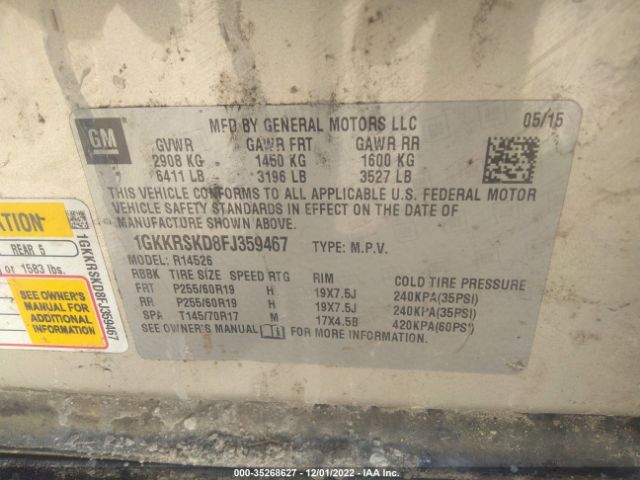 GM
MFD BY GENERAL MOTORS LLC
05/15
GVWR GAWR FRT GAWR RR
2908 KG 1450 KG 1600 KG
6411 LB 3196 LB 3527 LB
THIS VEHICLE CONFORMS TO ALL APPLICABLE U.S. FEDERAL MOTOR
VEHICLE SAFETY STANDARDS IN EFFECT ON THE DATE OF
MANUFACTURE SHOWN ABOVE.
1GKKRSKD8FJ359467 TYPE: M.P.V.
MODEL: R14526
RBBK TIRE SIZE SPEED RTG RIM COLD TIRE PRESSURE
FRT P255/60R19 H 19X7.5J 240KPA(35PSI)
RR P255/60R19 H 19X7.5J 240KPA(35PSI)
SPA T145/70R17 M 17X4.5B 420KPA(60PSI)
SEE OWNER'S MANUAL FOR MORE INFORMATION.
ATION
REAR 5
or 1583 lbs.
SEE OWNER'S
MANUAL FOR
ADDITIONAL
INFORMATION
1GKKRSKD8FJ359467
000-35268627 - 12/01/2022 - IAA Inc.